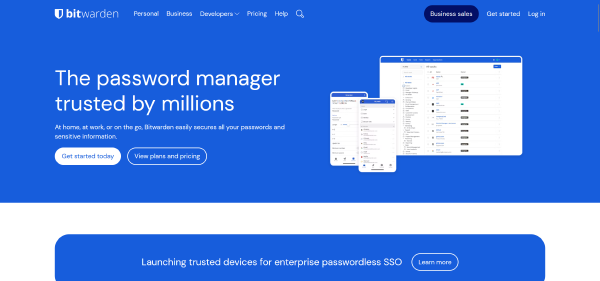 bitwarden
Personal Business Developers Pricing Help
Business sales Get started Log in
The password manager
trusted by millions
At home, at work, or on the go, Bitwarden easily secures all your passwords and
sensitive information.
Get started today
View plans and pricing
Launching trusted devices for enterprise passwordless SSO
Learn more